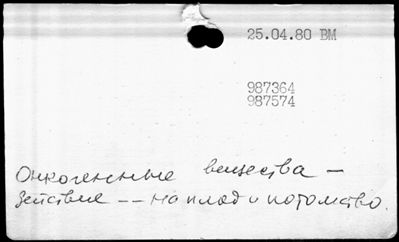 25.04.80 ВМ
987364
987574
Онкогенные вещества –
действие -- на плод и потомство.